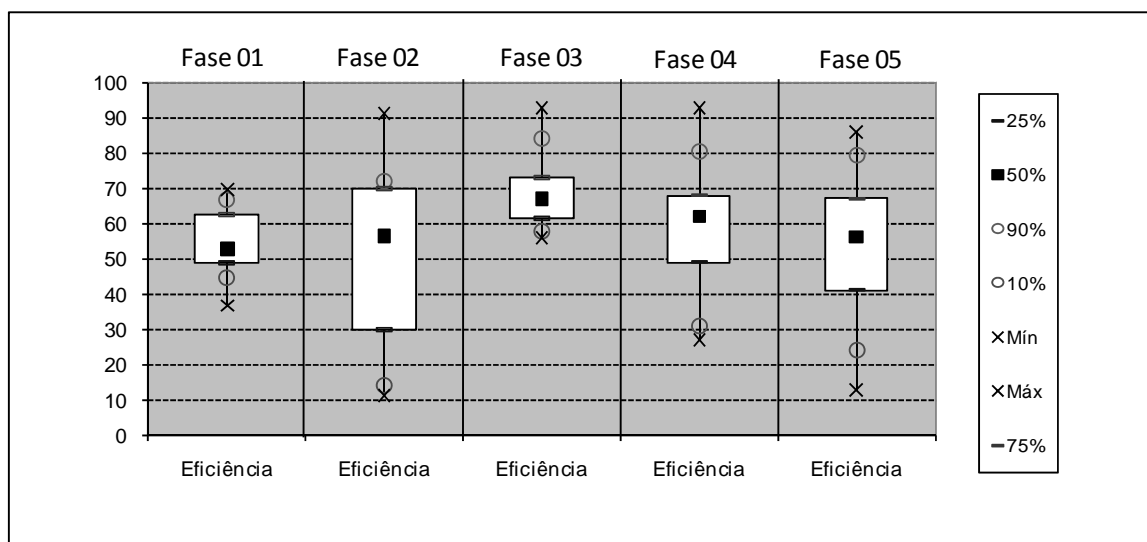 Fase 01
Fase 02
Fase 03
Fase 04
Fase 05
100
90
80
70
60
50
40
30
20
10
0
Eficiência
Eficiência
Eficiência
Eficiência
Eficiência
25%
50%
90%
10%
Mín
Máx
75%